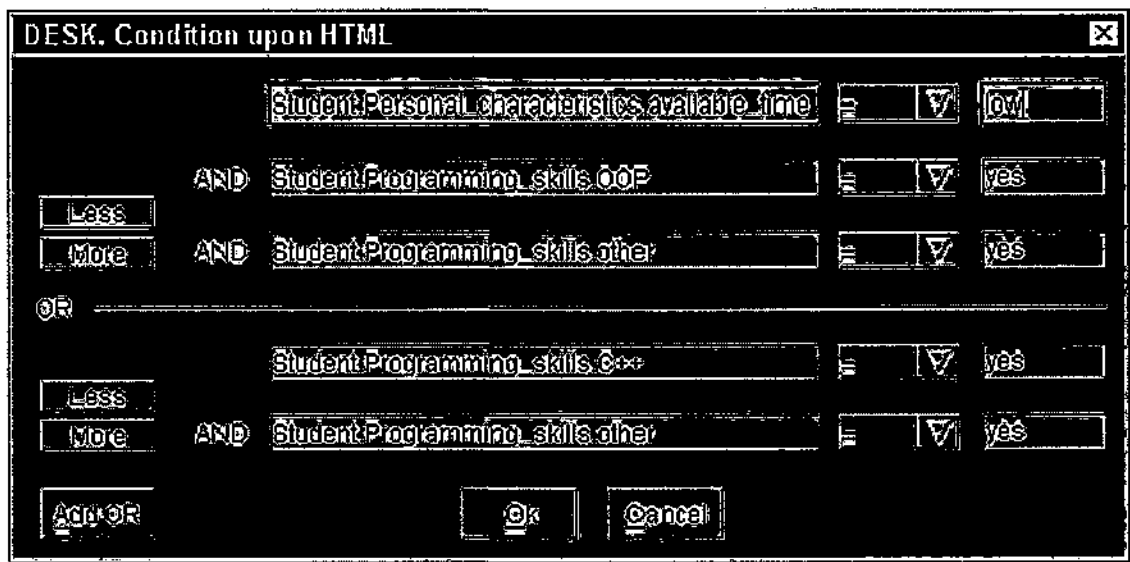 DESK. Condition upon HTML
Student.Personal_characteristics.available_time = low
AND Student.Programming_skills.OOP = yes
Less
More AND Student.Programming_skills.other = yes
OR
Student.Programming_skills.C++ = yes
Less
More AND Student.Programming_skills.other = yes
Add OR Ok Cancel